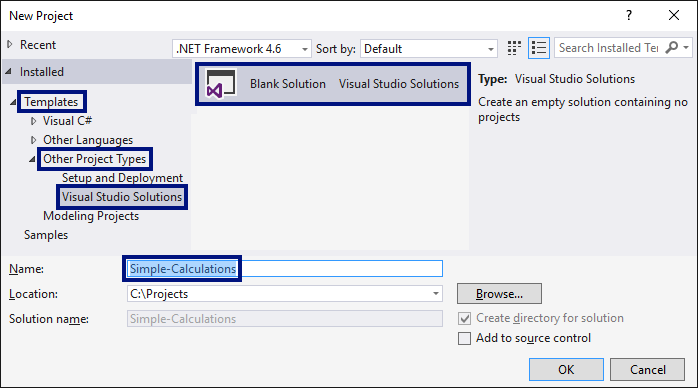 New Project
Recent
.NET Framework 4.6
Sort by:
Default
Search Installed Te
Installed
Templates
Visual C#
Other Languages
Other Project Types
Setup and Deployment
Visual Studio Solutions
Modeling Projects
Samples
Blank Solution
Visual Studio Solutions
Type: Visual Studio Solutions
Create an empty solution containing no
projects
Name:
Simple-Calculations
Location:
C:\Projects
Browse...
Solution name:
Simple-Calculations
Create directory for solution
Add to source control
OK
Cancel